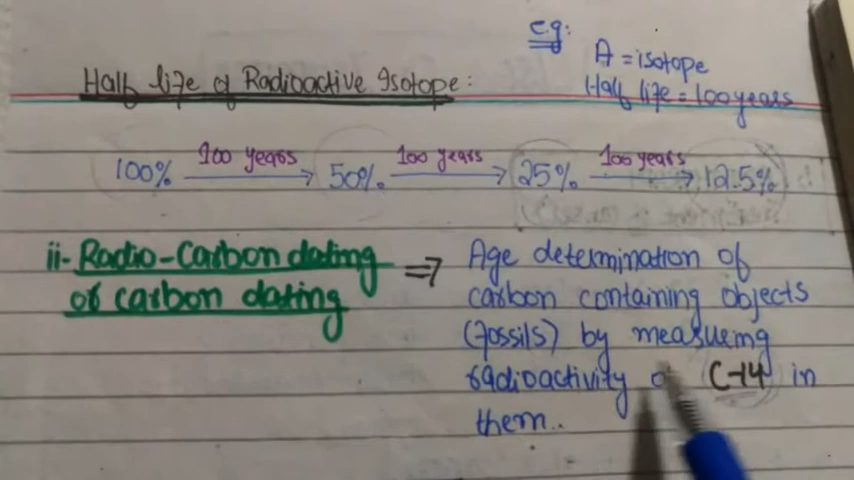 e.g:
A = isotope
Half life of Radioactive Isotope:
Half life = 100 years
100% 100 years → 50% 100 years → 25% 100 years → 12.5%
ii- Radio-Carbon dating ⇒ Age determination of
or carbon dating carbon containing objects
(fossils) by measureing
radioactivity of C-14 in
them..